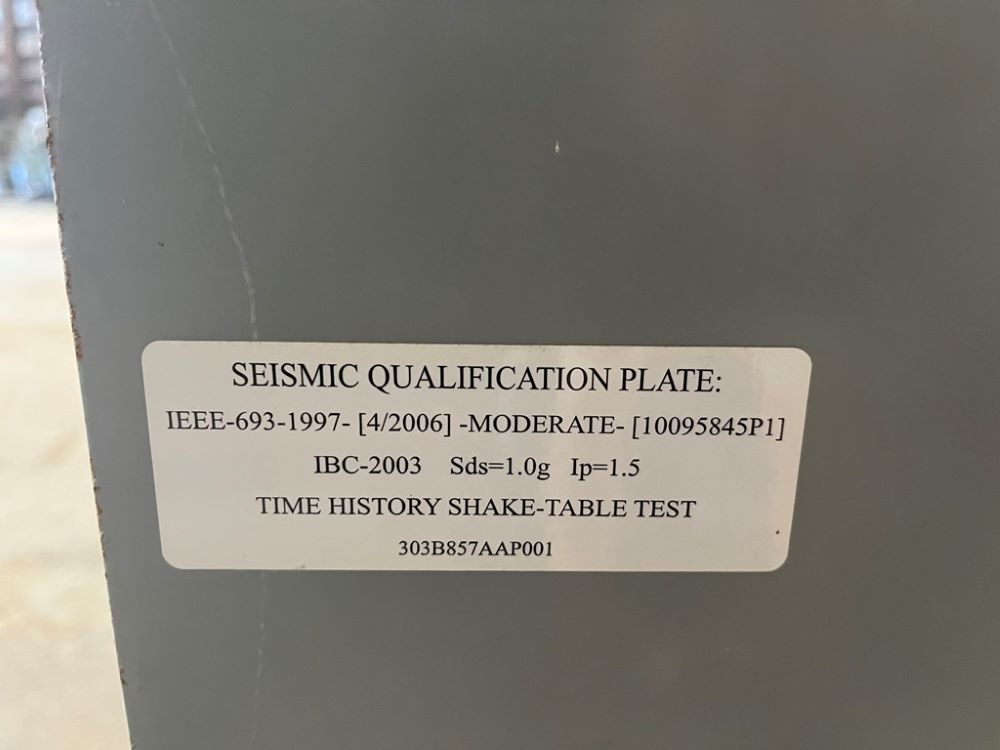 SEISMIC QUALIFICATION PLATE:
IEEE-693-1997- [4/2006] -MODERATE- [10095845P1]
IBC-2003 Sds=1.0g Ip=1.5
TIME HISTORY SHAKE-TABLE TEST
303B857AAP001